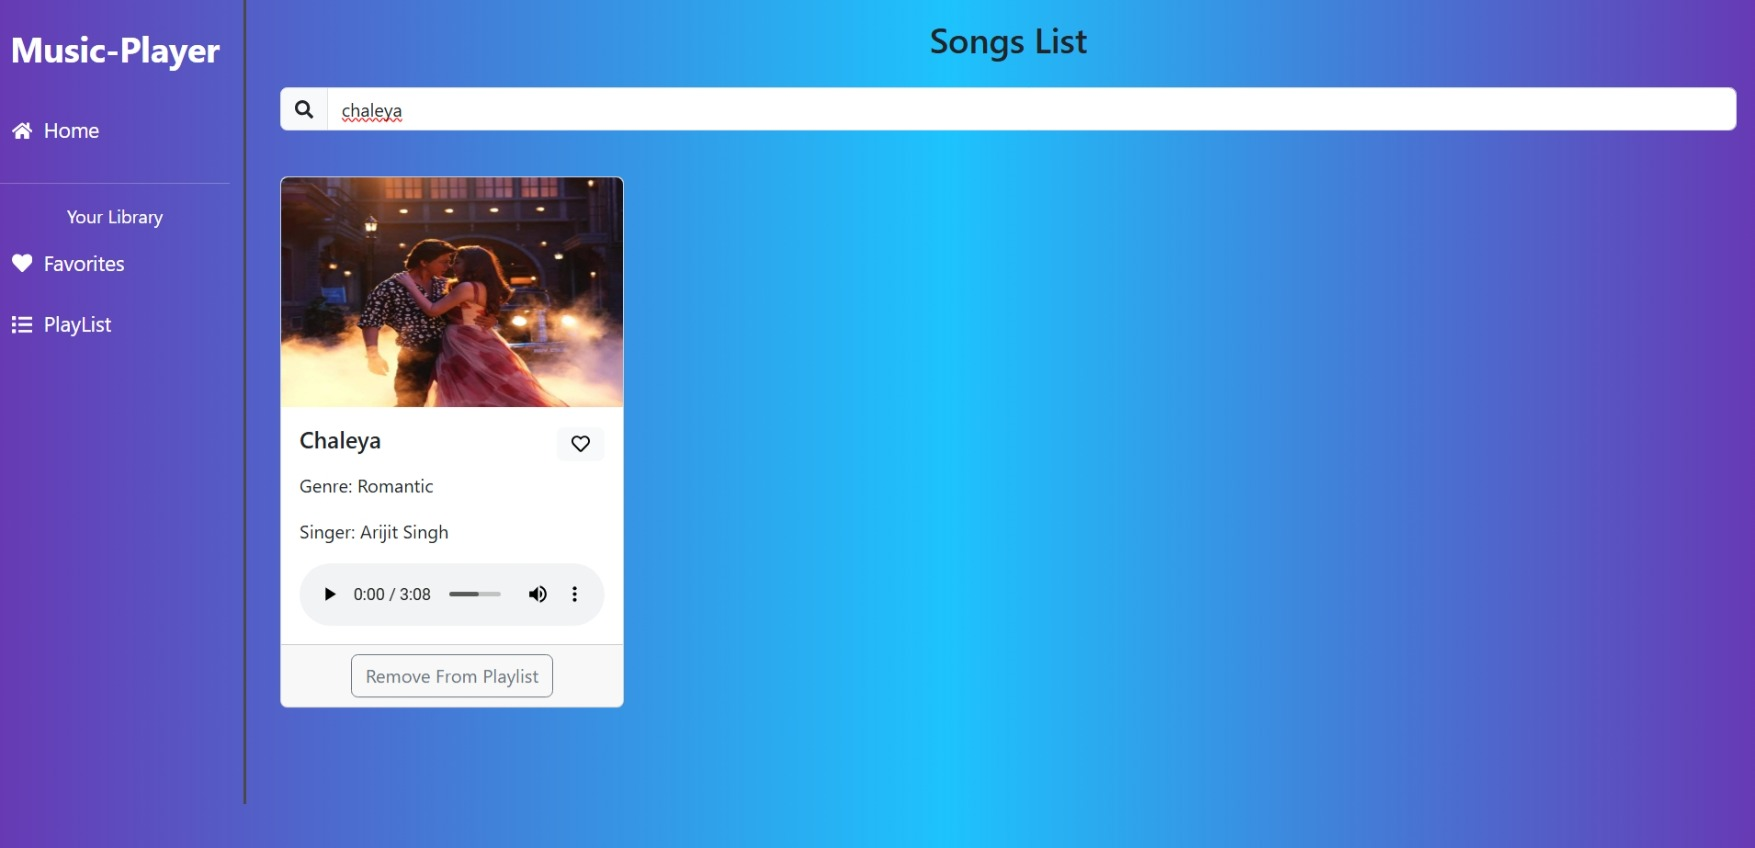 Music-Player
Home
Your Library
Favorites
PlayList
Songs List
chaleya
Chaleya
Genre: Romantic
Singer: Arijit Singh
0:00 / 3:08
Remove From Playlist